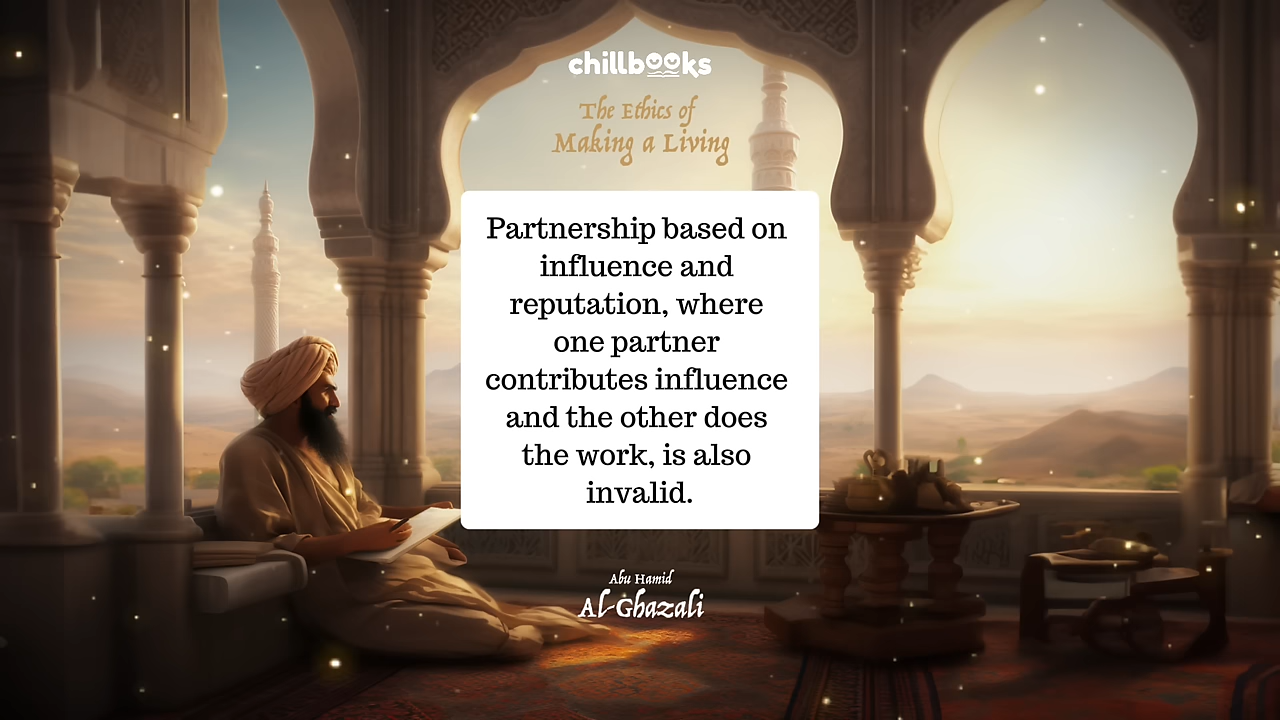 chillbooks
The Ethics of
Making a Living
Partnership based on
influence and
reputation, where
one partner
contributes influence
and the other does
the work, is also
invalid.
Abu Hamid
Al-Ghazali